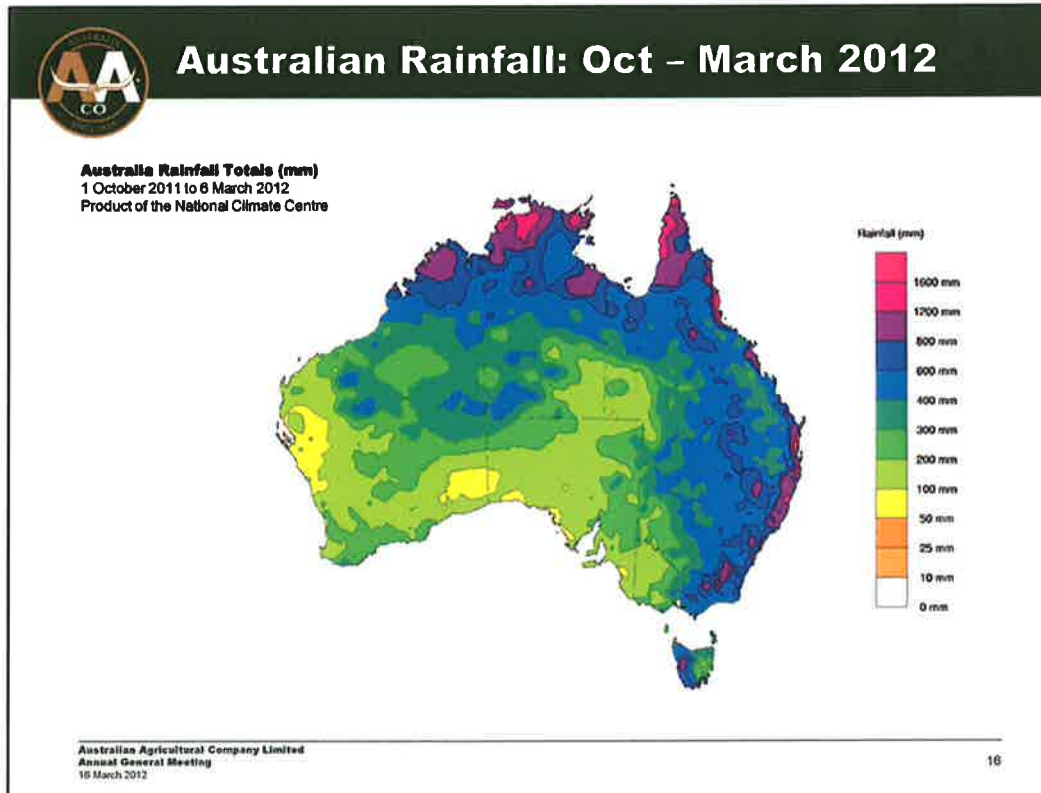 Australian Rainfall: Oct – March 2012
AUSTRALIA
AA
CO
Australia Rainfall Totals (mm)
1 October 2011 to 6 March 2012
Product of the National Climate Centre
Rainfall (mm)
1600 mm
1200 mm
800 mm
600 mm
400 mm
300 mm
200 mm
100 mm
50 mm
25 mm
10 mm
0 mm
Australian Agricultural Company Limited
Annual General Meeting
16 March 2012
16